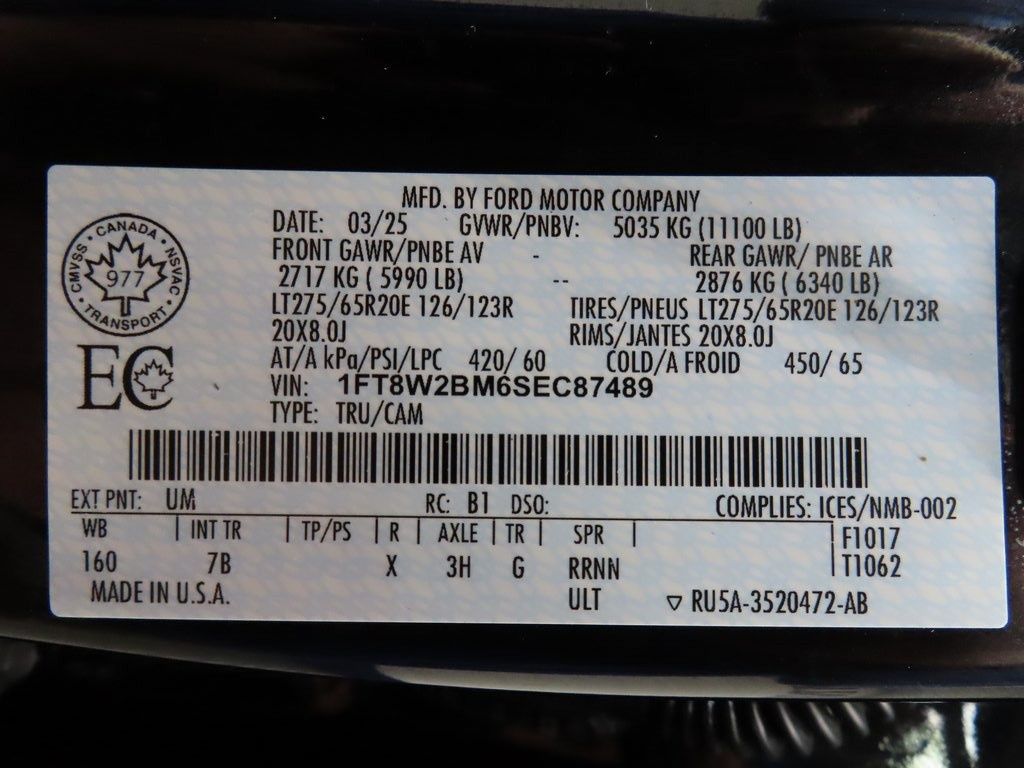 MFD. BY FORD MOTOR COMPANY
DATE: 03/25 GVWR/PNBV: 5035 KG (11100 LB)
FRONT GAWR/PNBE AV - REAR GAWR/ PNBE AR
2717 KG ( 5990 LB) -- 2876 KG ( 6340 LB)
LT275/65R20E 126/123R TIRES/PNEUS LT275/65R20E 126/123R
20X8.0J RIMS/JANTES 20X8.0J
AT/A kPa/PSI/LPC 420/ 60 COLD/A FROID 450/ 65
VIN: 1FT8W2BM6SEC87489
TYPE: TRU/CAM
CANADA
CMVSS 977 NSVAC
TRANSPORT
EC
EXT PNT: UM RC: B1 DSO: COMPLIES: ICES/NMB-002
WB | INT TR | TP/PS | R | AXLE | TR | SPR | F1017
160 7B X 3H G RRNN T1062
MADE IN U.S.A. ULT ▽ RU5A-3520472-AB